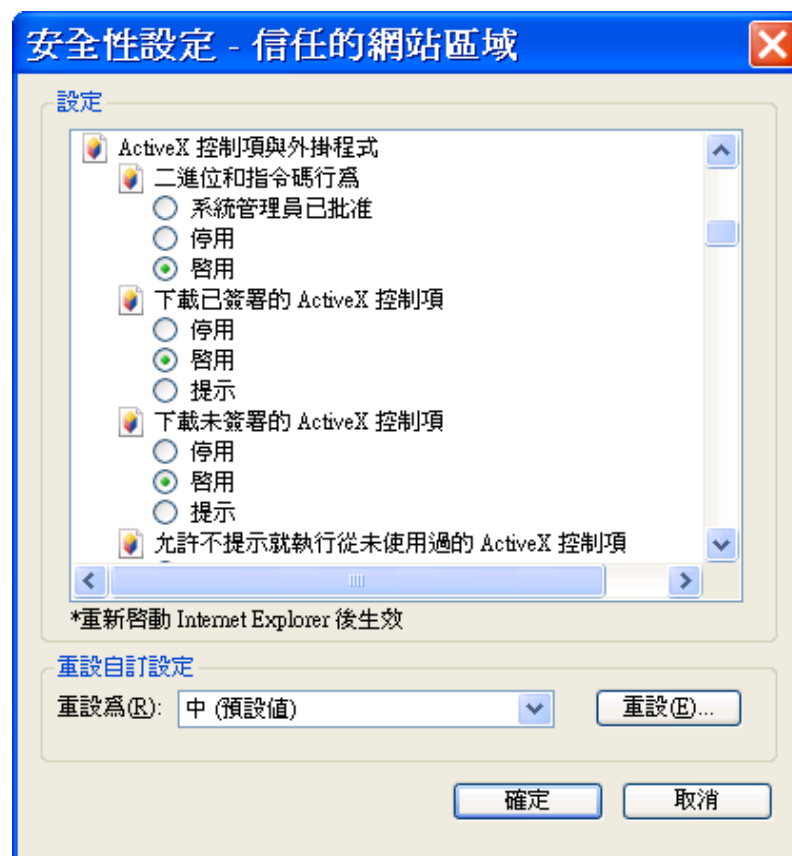 安全性設定 - 信任的網站區域
設定
ActiveX 控制項與外掛程式
二進位和指令碼行為
系統管理員已批准
停用
啓用
下載已簽署的 ActiveX 控制項
停用
啓用
提示
下載未簽署的 ActiveX 控制項
停用
啓用
提示
允許不提示就執行從未使用過的 ActiveX 控制項
*重新啓動 Internet Explorer 後生效
重設自訂設定
重設為(R): 中 (預設值) 重設(E)...
確定 取消